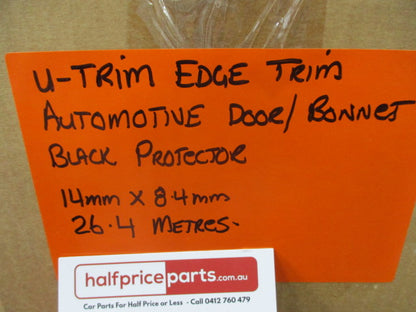 U-TRIM EDGE TRIM
AUTOMOTIVE DOOR/BONNET
BLACK PROTECTOR
14mm x 8.4mm
26.4 METRES.
halfpriceparts.com.au
Car Parts For Half Price or Less - Call 0412 760 479